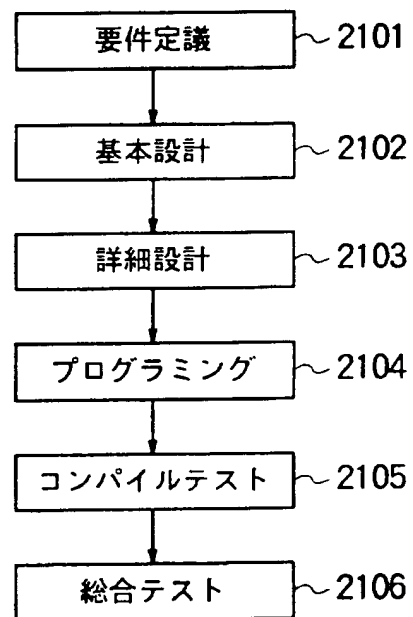 要件定議 2101
基本設計 2102
詳細設計 2103
プログラミング 2104
コンパイルテスト 2105
総合テスト 2106